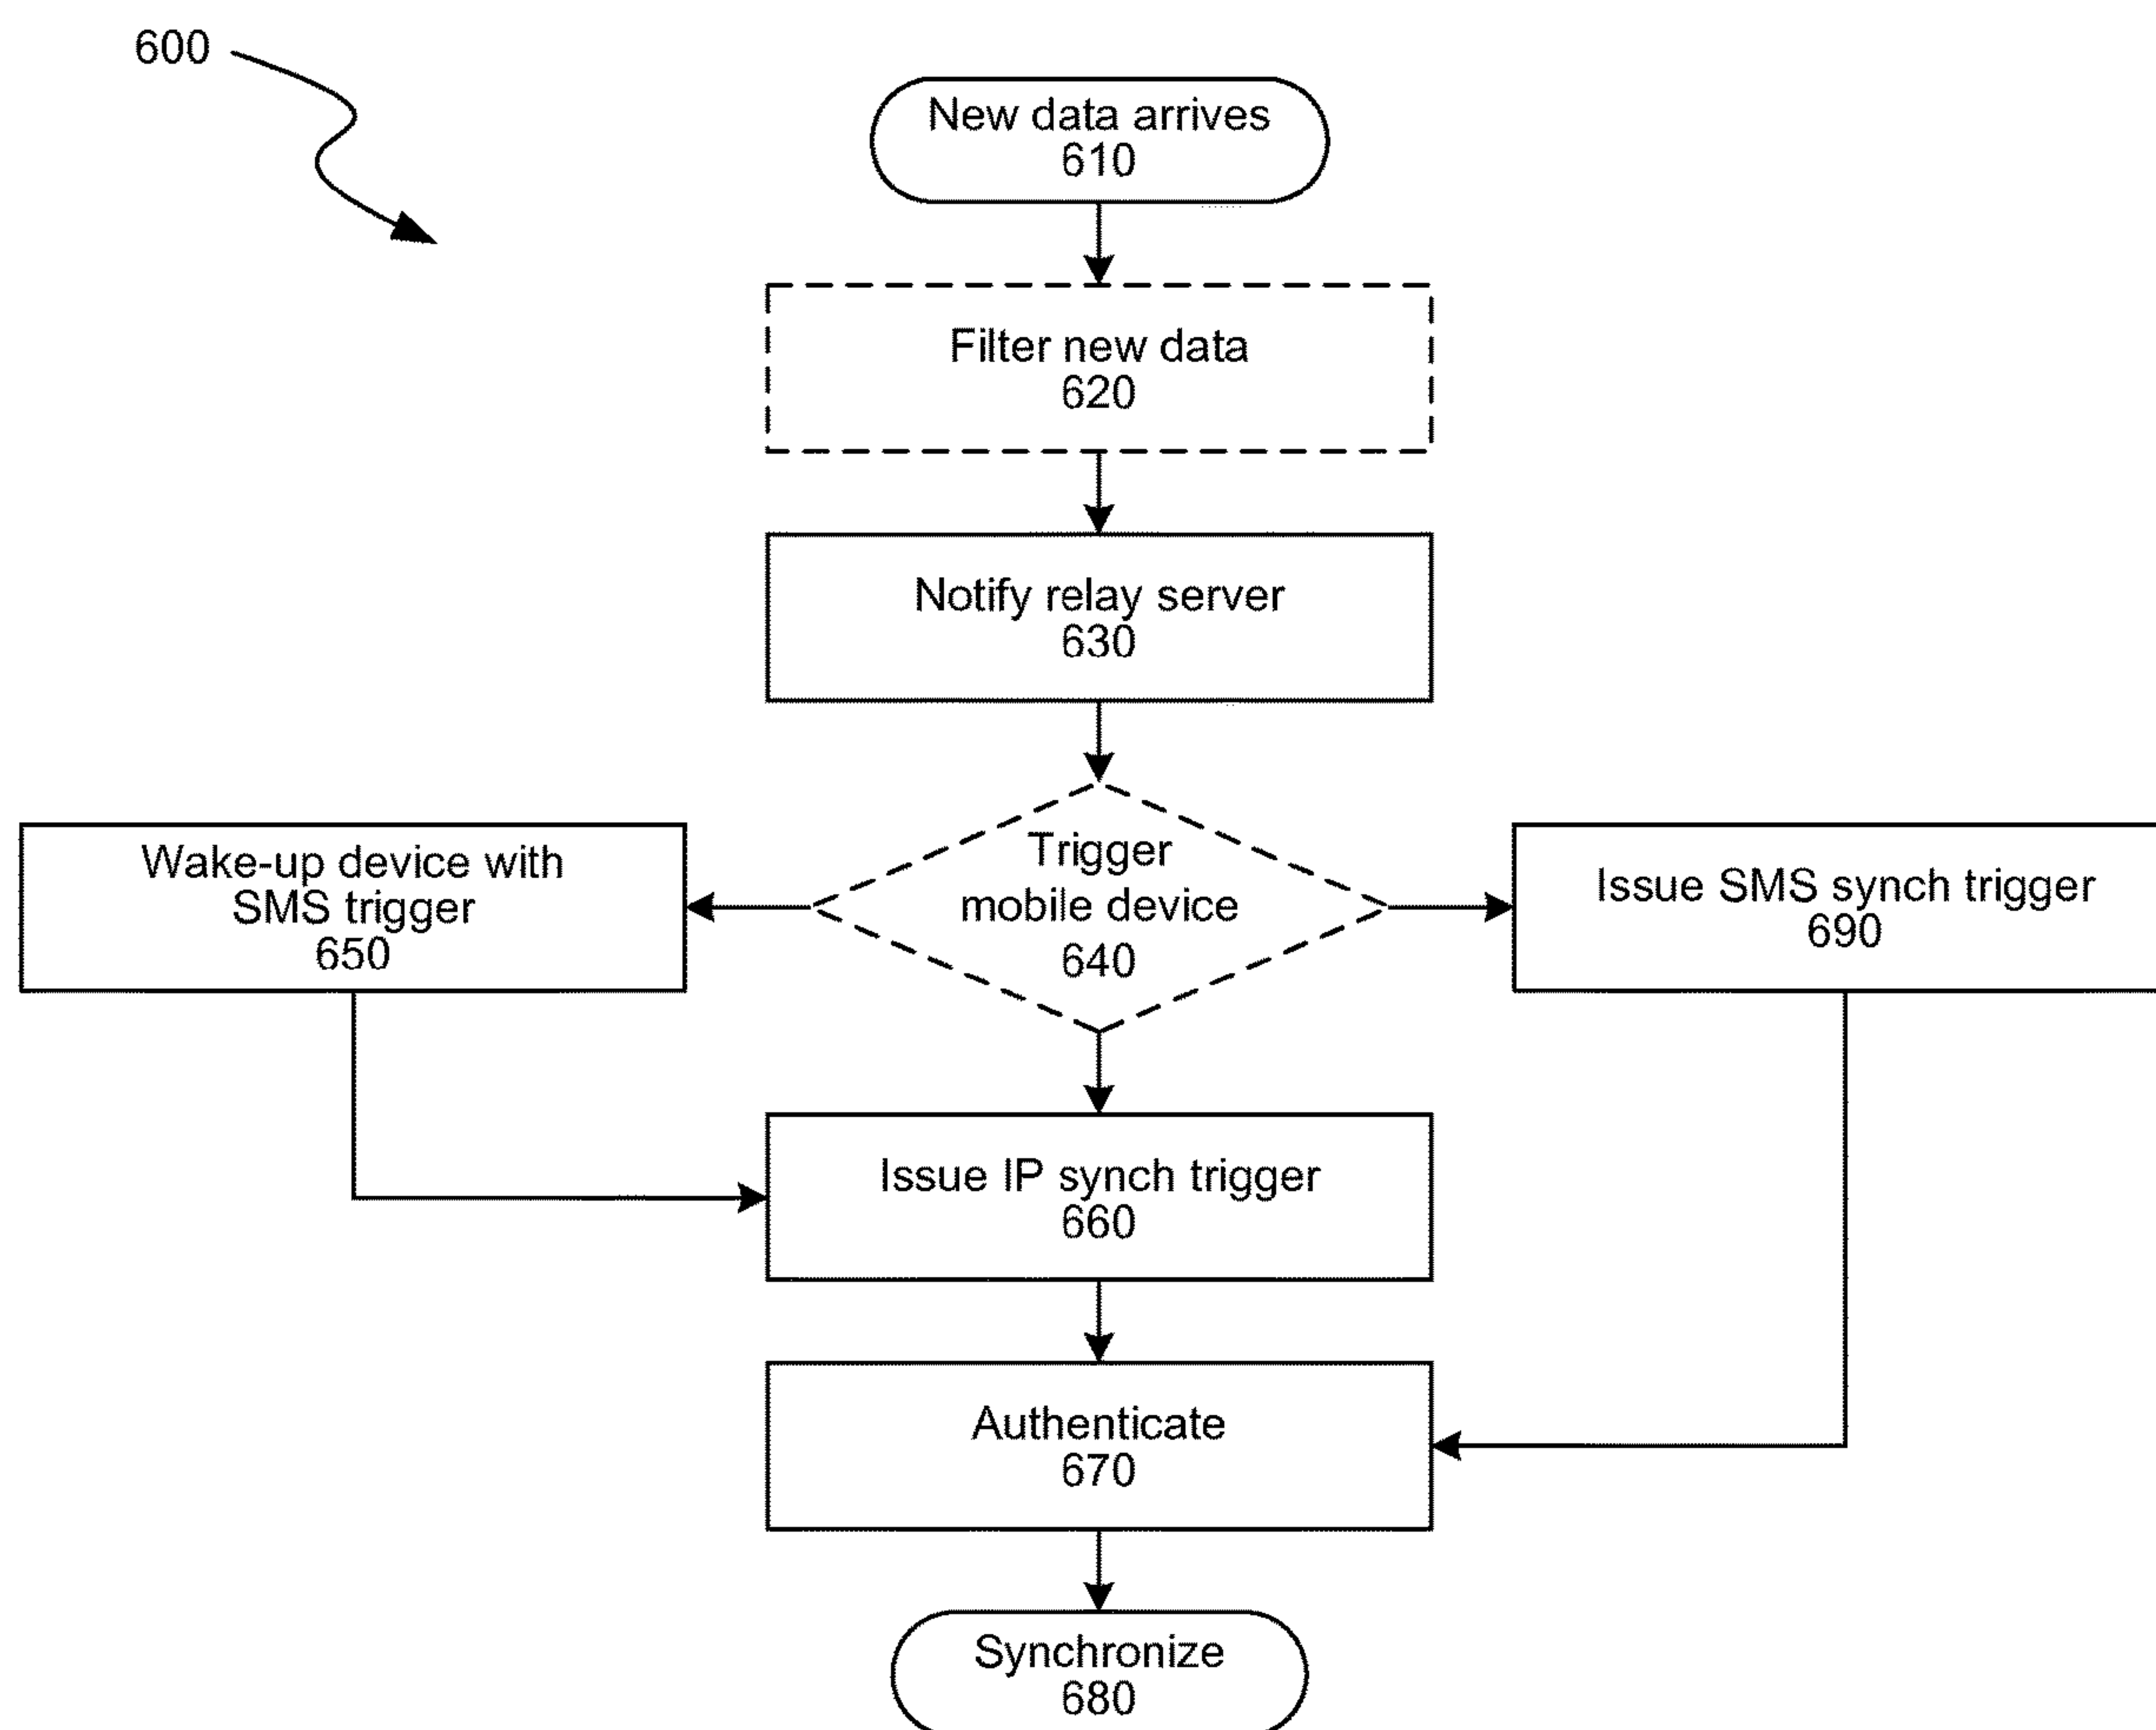 600
New data arrives
610
Filter new data
620
Notify relay server
630
Wake-up device with
SMS trigger
650
Trigger
mobile device
640
Issue SMS synch trigger
690
Issue IP synch trigger
660
Authenticate
670
Synchronize
680